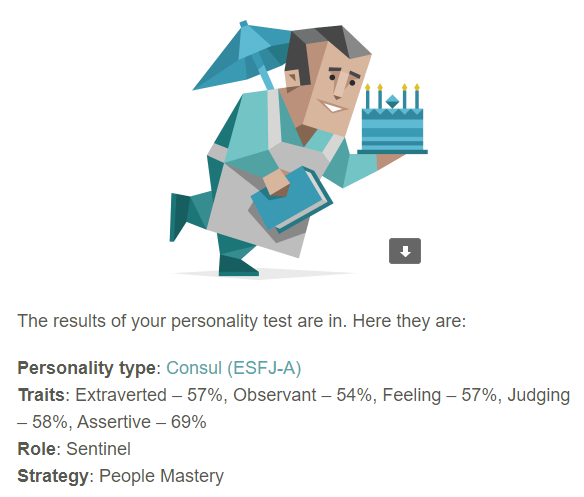 The results of your personality test are in. Here they are:
Personality type: Consul (ESFJ-A)
Traits: Extraverted – 57%, Observant – 54%, Feeling – 57%, Judging
– 58%, Assertive – 69%
Role: Sentinel
Strategy: People Mastery